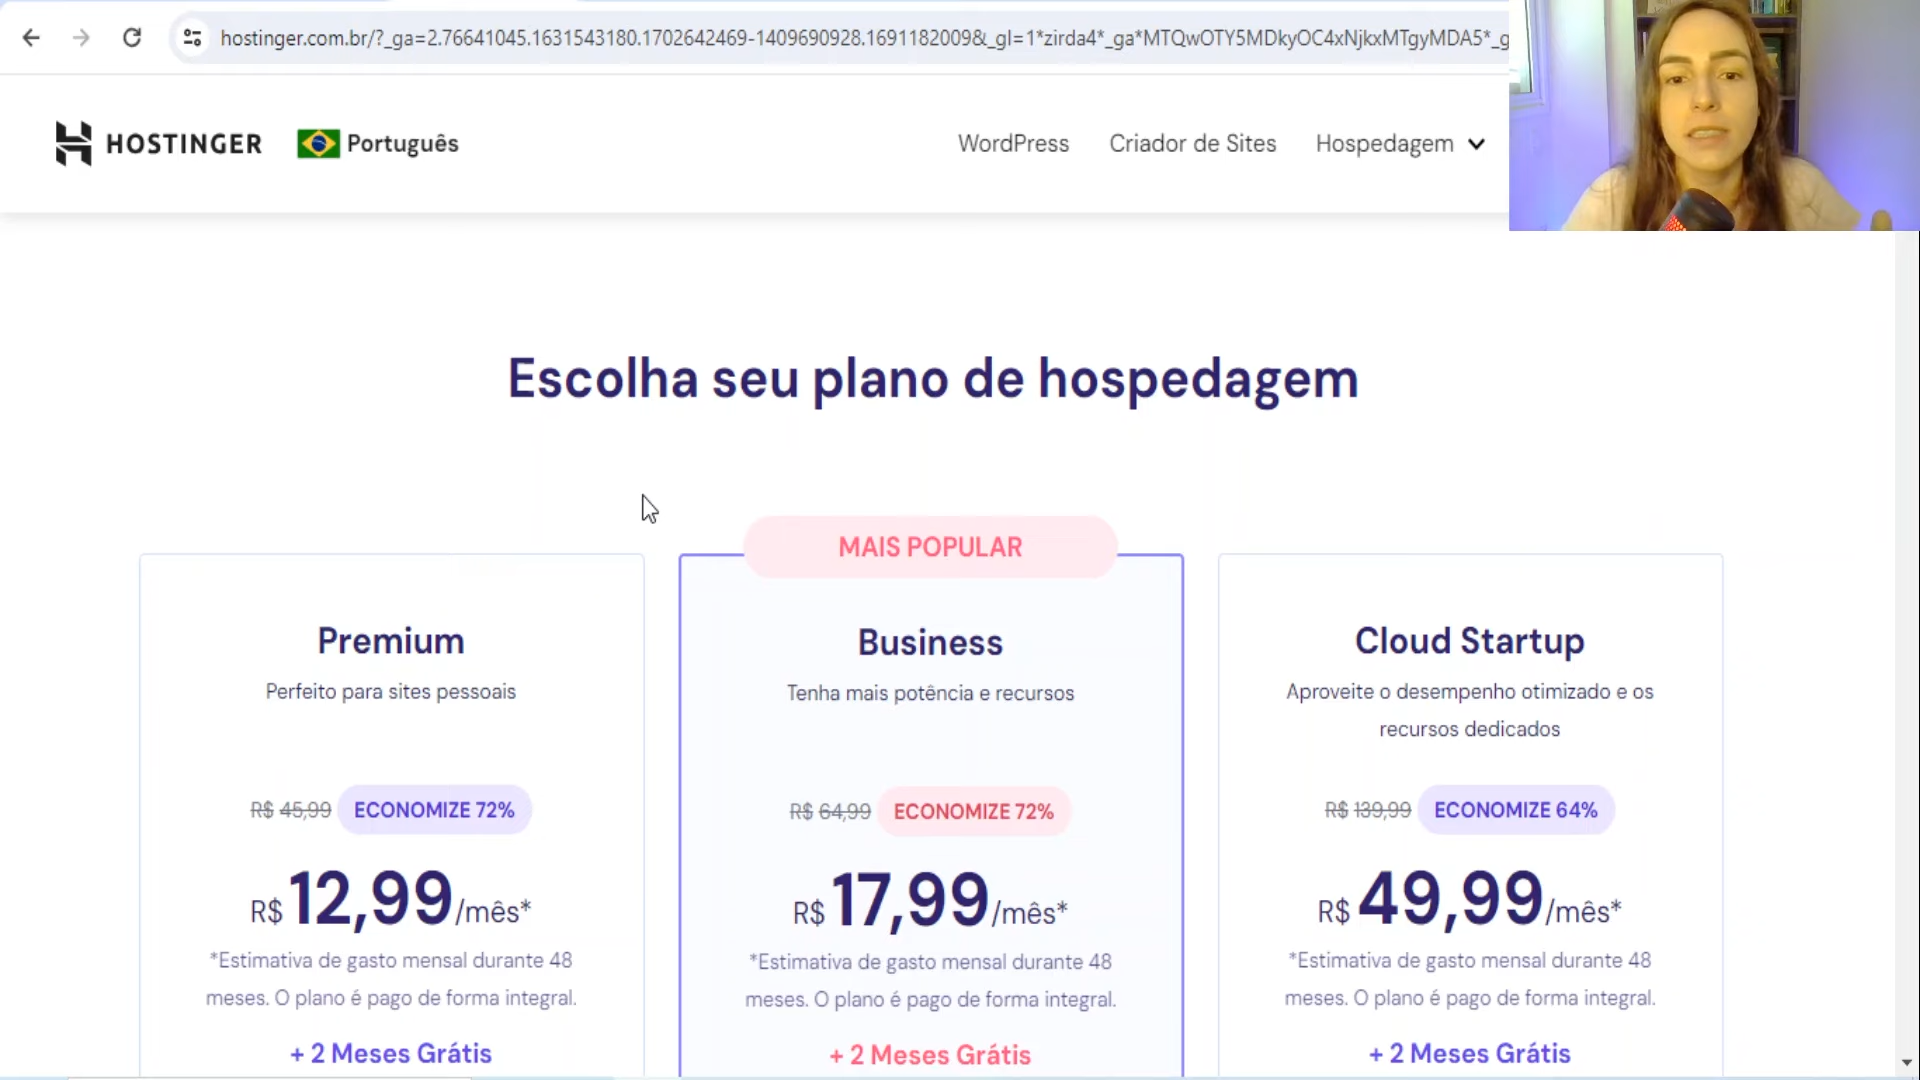 hostinger.com.br/?_ga=2.76641045.1631543180.1702642469-1409690928.1691182009&_gl=1*zirda4*_ga*MTQwOTY5MDkyOC4xNjkxMTgyMDA5*_g
HOSTINGER Português WordPress Criador de Sites Hospedagem
Escolha seu plano de hospedagem
MAIS POPULAR
Premium
Perfeito para sites pessoais
R$ 45,99 ECONOMIZE 72%
R$ 12,99/mês*
*Estimativa de gasto mensal durante 48
meses. O plano é pago de forma integral.
+ 2 Meses Grátis
Business
Tenha mais potência e recursos
R$ 64,99 ECONOMIZE 72%
R$ 17,99/mês*
*Estimativa de gasto mensal durante 48
meses. O plano é pago de forma integral.
+ 2 Meses Grátis
Cloud Startup
Aproveite o desempenho otimizado e os
recursos dedicados
R$ 139,99 ECONOMIZE 64%
R$ 49,99/mês*
*Estimativa de gasto mensal durante 48
meses. O plano é pago de forma integral.
+ 2 Meses Grátis